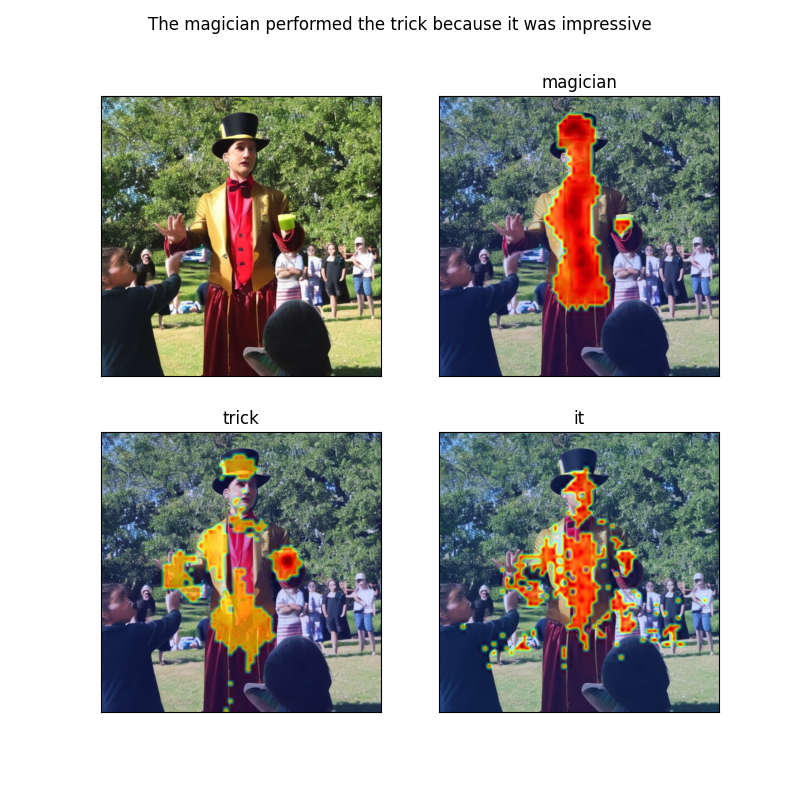 The magician performed the trick because it was impressive
magician
trick
it